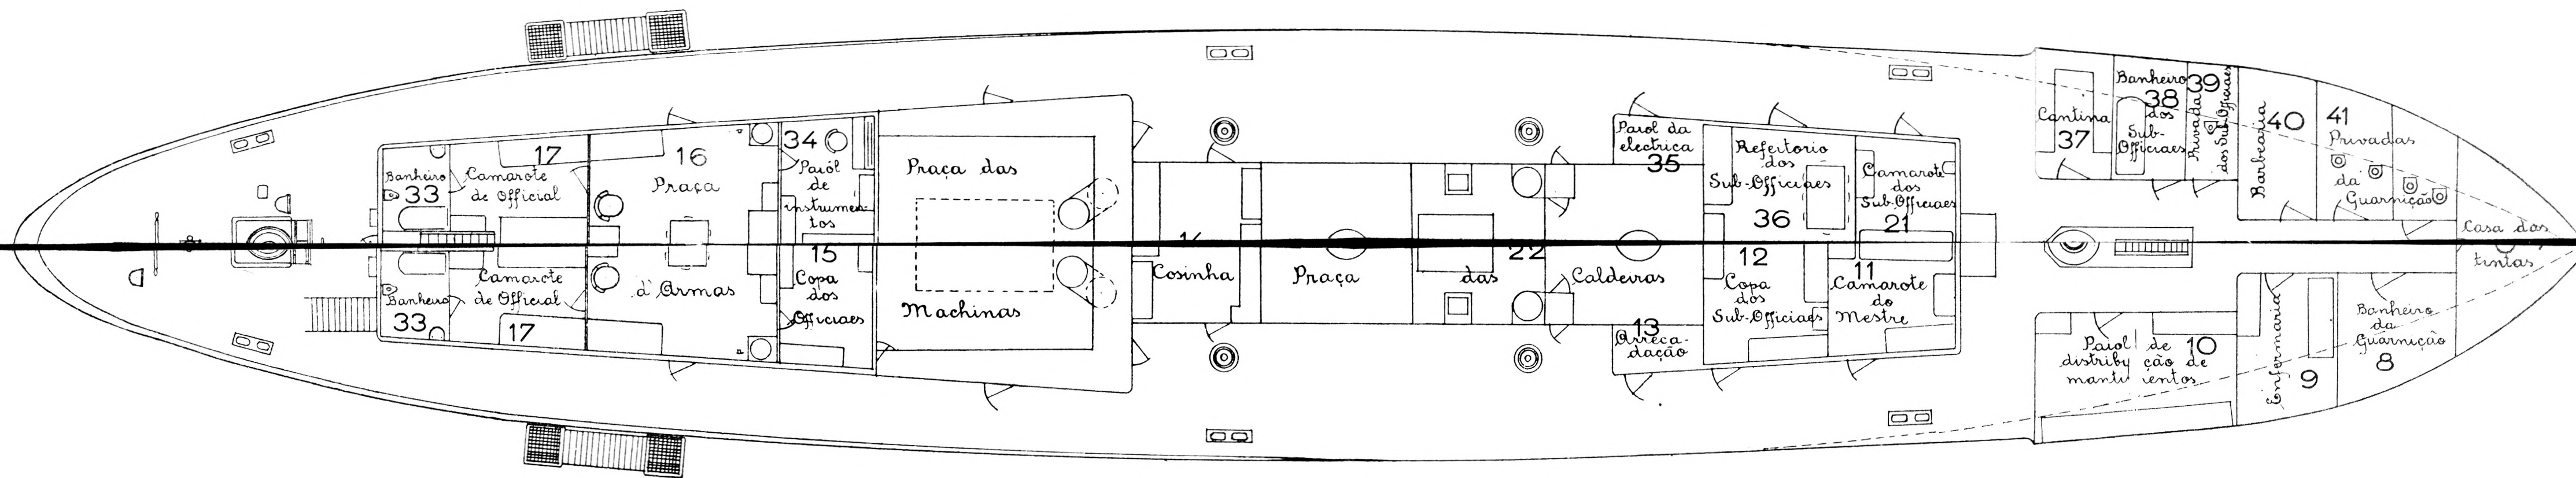 Banheiro
33
Camarote
de Official
17
16
Praça
d'Armas
Banheiro
33
Camarote
de Official
17
34
Paiol
de
instrumen-
tos
15
Copa
dos
Officiaes
Praça das
Machinas
Cosinha
Praça
das
22
Caldeiras
Paiol da
electrica
35
13
Arreca-
dação
Refeitorio
dos
Sub-Officiaes
36
12
Copa
dos
Sub-Officiaes
Camarote
dos
Sub-Officiaes
21
11
Camarote
do
Mestre
Cantina
37
Banheiro
38
dos
Sub-
Officiaes
39
Privada
dos Sub-Officiaes
Barbearia
40
41
Privadas
da
Guarnição
Casa das
tintas
Paiol de 10
distribuição de
mantimentos
Enfermaria
9
Banheiro
da
Guarnição
8